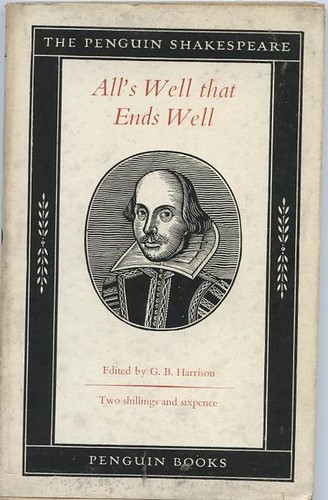 THE PENGUIN SHAKESPEARE
All's Well that
Ends Well
Edited by G. B. Harrison
Two shillings and sixpence
PENGUIN BOOKS